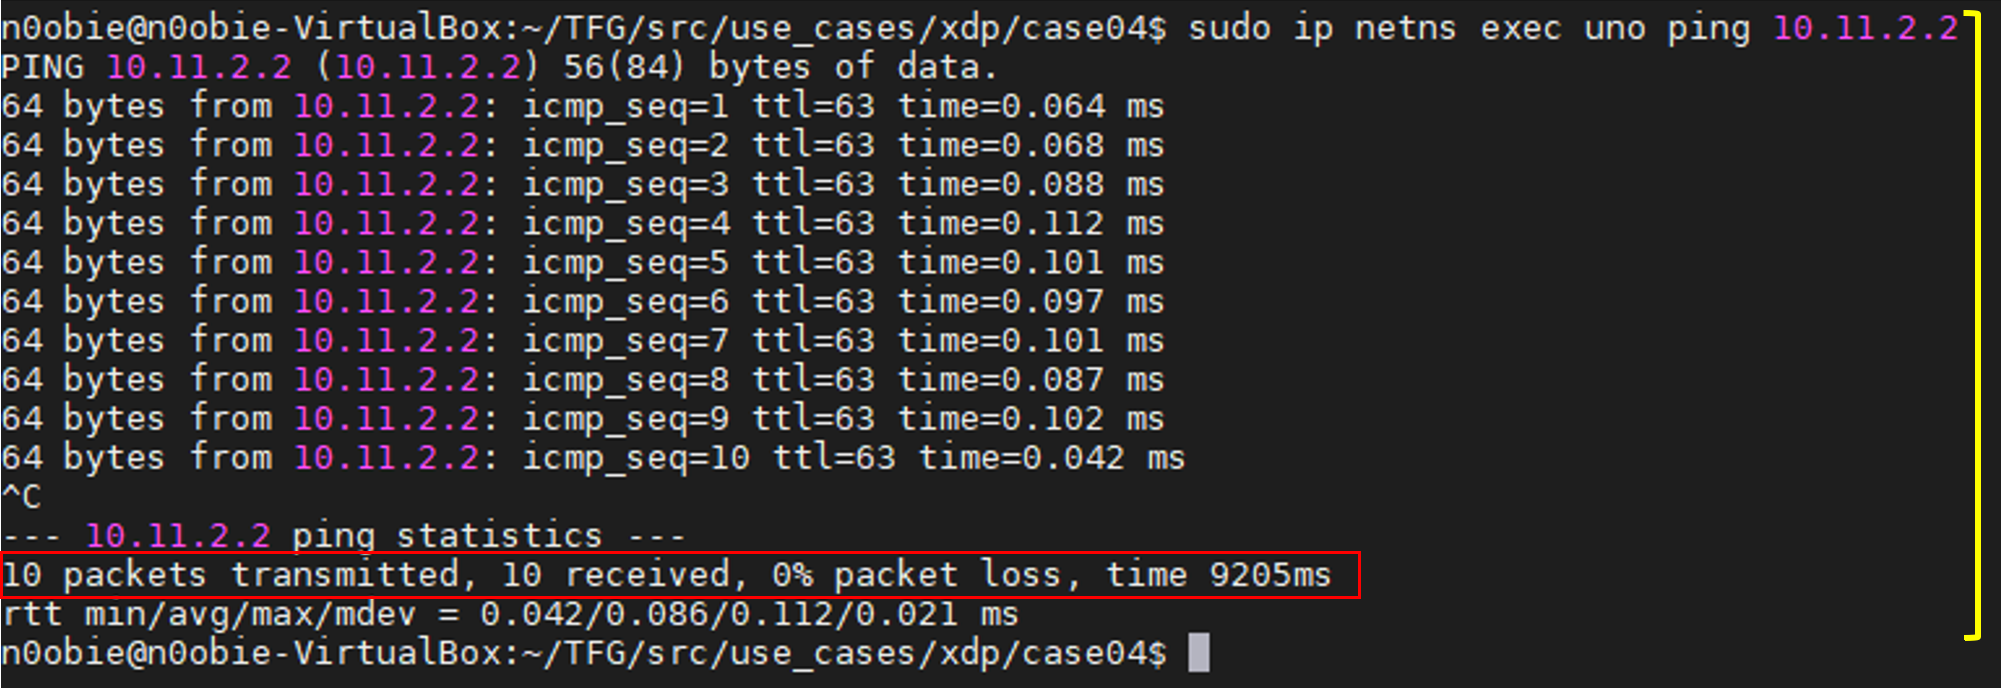 n0obie@n0obie-VirtualBox:~/TFG/src/use_cases/xdp/case04$ sudo ip netns exec uno ping 10.11.2.2
PING 10.11.2.2 (10.11.2.2) 56(84) bytes of data.
64 bytes from 10.11.2.2: icmp_seq=1 ttl=63 time=0.064 ms
64 bytes from 10.11.2.2: icmp_seq=2 ttl=63 time=0.068 ms
64 bytes from 10.11.2.2: icmp_seq=3 ttl=63 time=0.088 ms
64 bytes from 10.11.2.2: icmp_seq=4 ttl=63 time=0.112 ms
64 bytes from 10.11.2.2: icmp_seq=5 ttl=63 time=0.101 ms
64 bytes from 10.11.2.2: icmp_seq=6 ttl=63 time=0.097 ms
64 bytes from 10.11.2.2: icmp_seq=7 ttl=63 time=0.101 ms
64 bytes from 10.11.2.2: icmp_seq=8 ttl=63 time=0.087 ms
64 bytes from 10.11.2.2: icmp_seq=9 ttl=63 time=0.102 ms
64 bytes from 10.11.2.2: icmp_seq=10 ttl=63 time=0.042 ms
^C
--- 10.11.2.2 ping statistics ---
10 packets transmitted, 10 received, 0% packet loss, time 9205ms
rtt min/avg/max/mdev = 0.042/0.086/0.112/0.021 ms
n0obie@n0obie-VirtualBox:~/TFG/src/use_cases/xdp/case04$